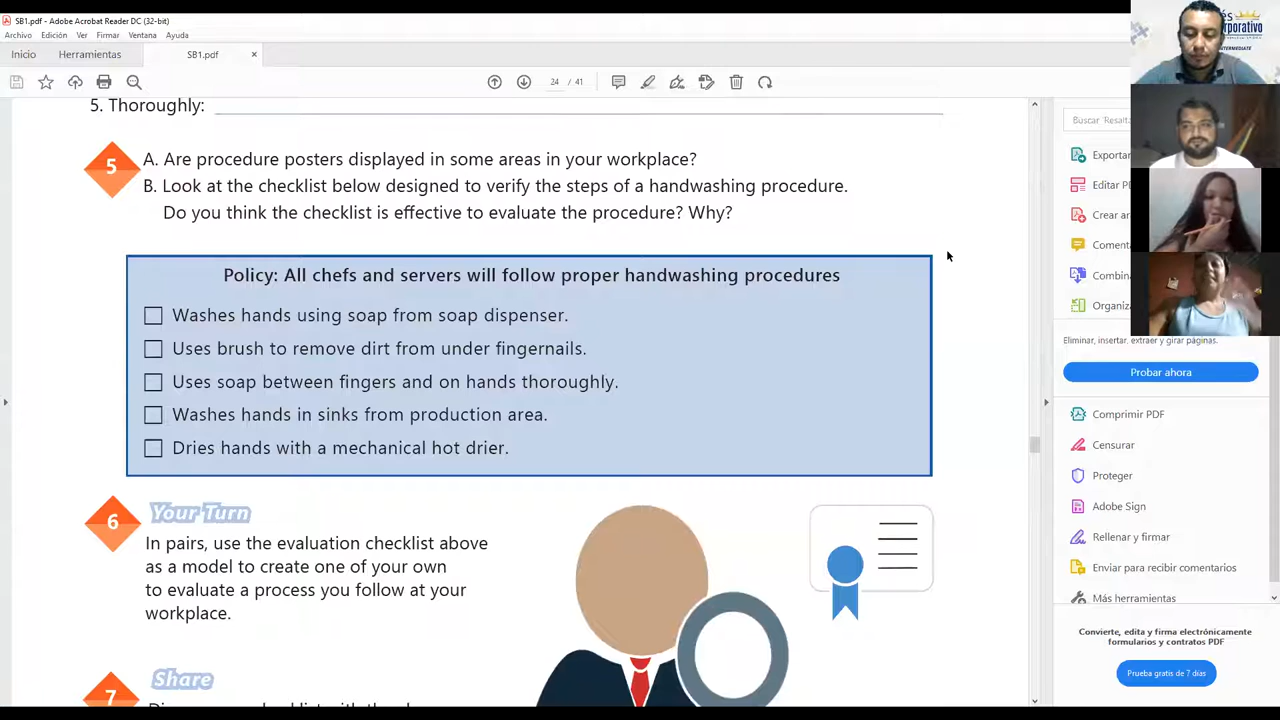 SB1.pdf - Adobe Acrobat Reader DC (32-bit)
Archivo Edición Ver Firmar Ventana Ayuda
Inicio Herramientas SB1.pdf ×
24 / 41
5. Thoroughly:
5
A. Are procedure posters displayed in some areas in your workplace?
B. Look at the checklist below designed to verify the steps of a handwashing procedure.
Do you think the checklist is effective to evaluate the procedure? Why?
Policy: All chefs and servers will follow proper handwashing procedures
Washes hands using soap from soap dispenser.
Uses brush to remove dirt from under fingernails.
Uses soap between fingers and on hands thoroughly.
Washes hands in sinks from production area.
Dries hands with a mechanical hot drier.
6
Your Turn
In pairs, use the evaluation checklist above
as a model to create one of your own
to evaluate a process you follow at your
workplace.
7
Share
INTERMEDIATE
Exportar
Editar PD
Crear ar
Coment
Combin
Organiz
Eliminar, insertar, extraer y girar páginas.
Probar ahora
Comprimir PDF
Censurar
Proteger
Adobe Sign
Rellenar y firmar
Enviar para recibir comentarios
Más herramientas
Convierte, edita y firma electrónicamente
formularios y contratos PDF
Prueba gratis de 7 días